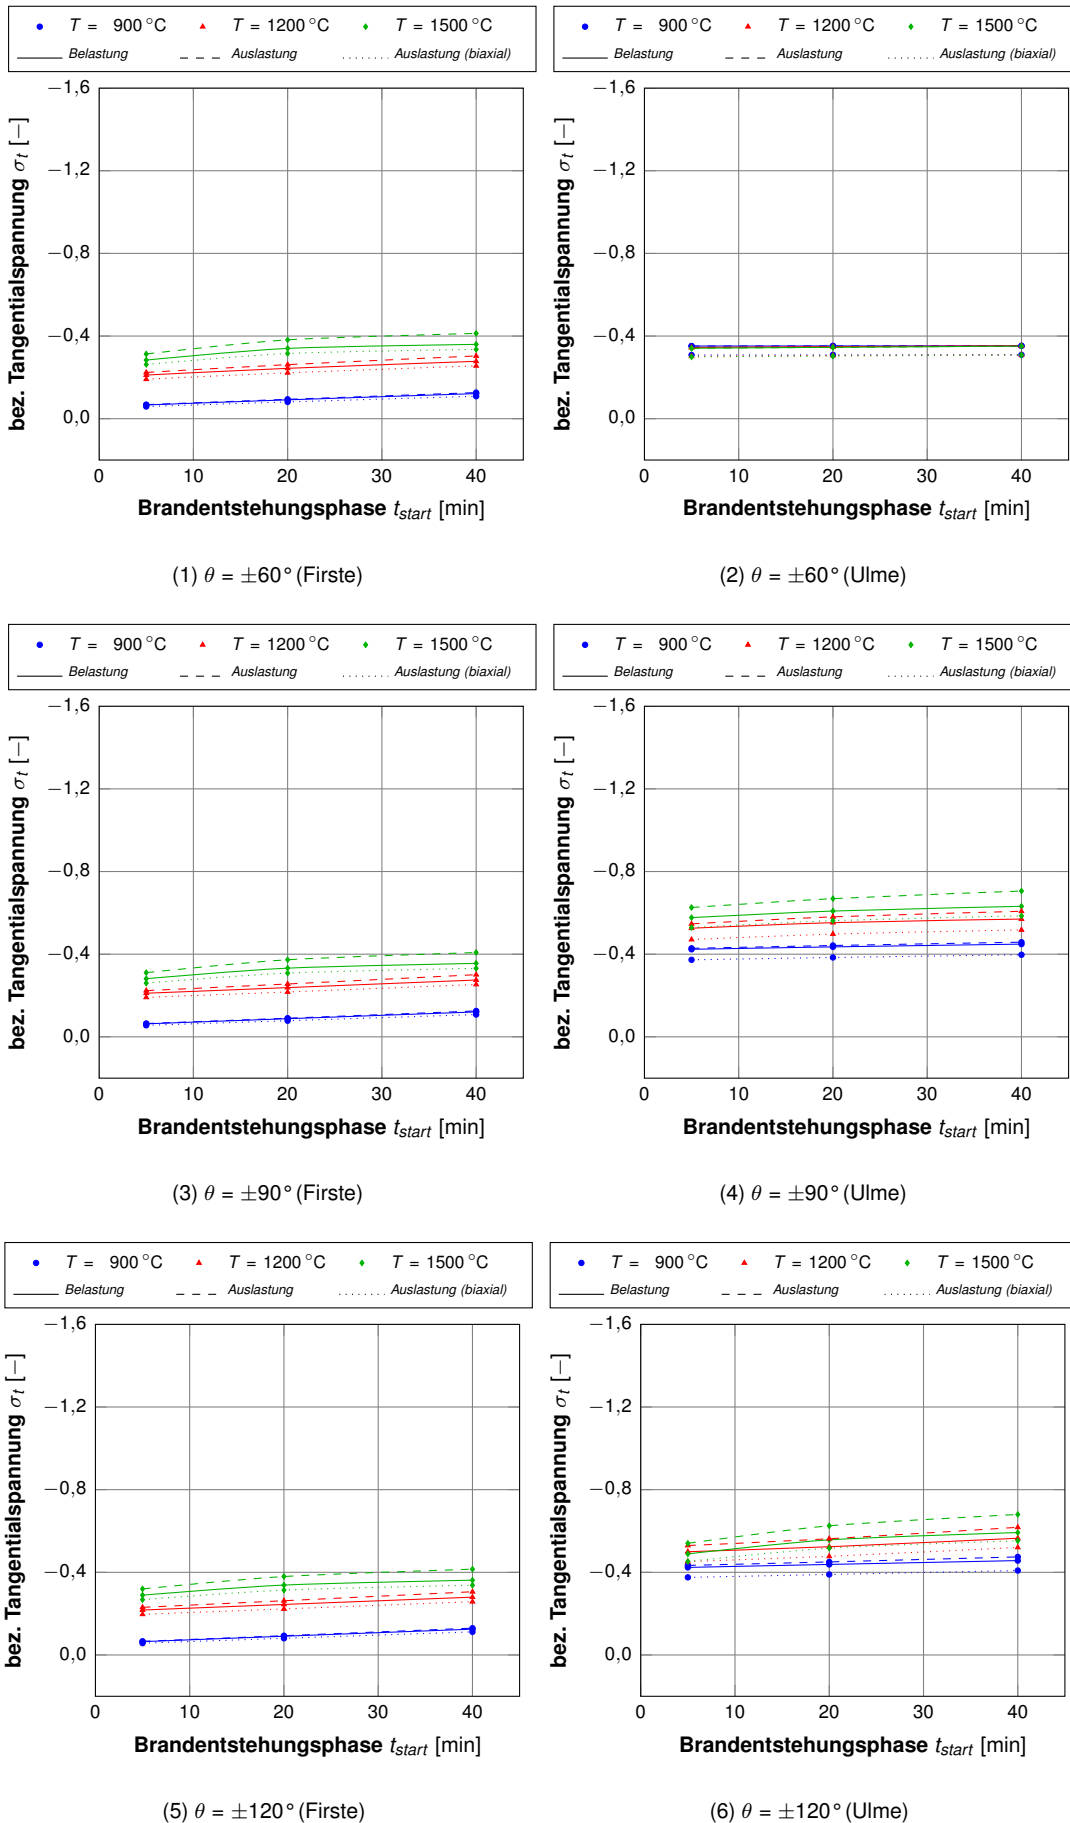 T = 900 °C T = 1200 °C T = 1500 °C
Belastung Auslastung Auslastung (biaxial)
−1,6
−1,2
−0,8
−0,4
0,0
0 10 20 30 40
bez. Tangentialspannung σt [−]
Brandentstehungsphase tstart [min]
(1) θ = ±60° (Firste)
T = 900 °C T = 1200 °C T = 1500 °C
Belastung Auslastung Auslastung (biaxial)
−1,6
−1,2
−0,8
−0,4
0,0
0 10 20 30 40
bez. Tangentialspannung σt [−]
Brandentstehungsphase tstart [min]
(2) θ = ±60° (Ulme)
T = 900 °C T = 1200 °C T = 1500 °C
Belastung Auslastung Auslastung (biaxial)
−1,6
−1,2
−0,8
−0,4
0,0
0 10 20 30 40
bez. Tangentialspannung σt [−]
Brandentstehungsphase tstart [min]
(3) θ = ±90° (Firste)
T = 900 °C T = 1200 °C T = 1500 °C
Belastung Auslastung Auslastung (biaxial)
−1,6
−1,2
−0,8
−0,4
0,0
0 10 20 30 40
bez. Tangentialspannung σt [−]
Brandentstehungsphase tstart [min]
(4) θ = ±90° (Ulme)
T = 900 °C T = 1200 °C T = 1500 °C
Belastung Auslastung Auslastung (biaxial)
−1,6
−1,2
−0,8
−0,4
0,0
0 10 20 30 40
bez. Tangentialspannung σt [−]
Brandentstehungsphase tstart [min]
(5) θ = ±120° (Firste)
T = 900 °C T = 1200 °C T = 1500 °C
Belastung Auslastung Auslastung (biaxial)
−1,6
−1,2
−0,8
−0,4
0,0
0 10 20 30 40
bez. Tangentialspannung σt [−]
Brandentstehungsphase tstart [min]
(6) θ = ±120° (Ulme)